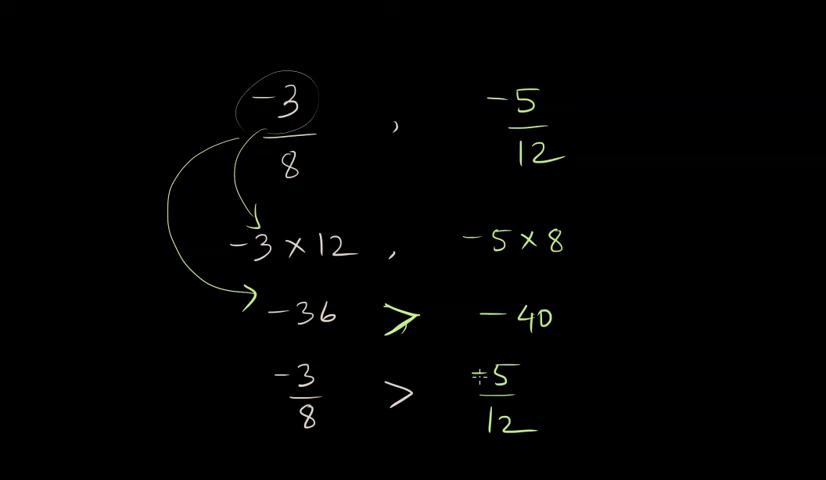 -3/8 , -5/12
-3 × 12 , -5 × 8
-36 > -40
-3/8 > -5/12